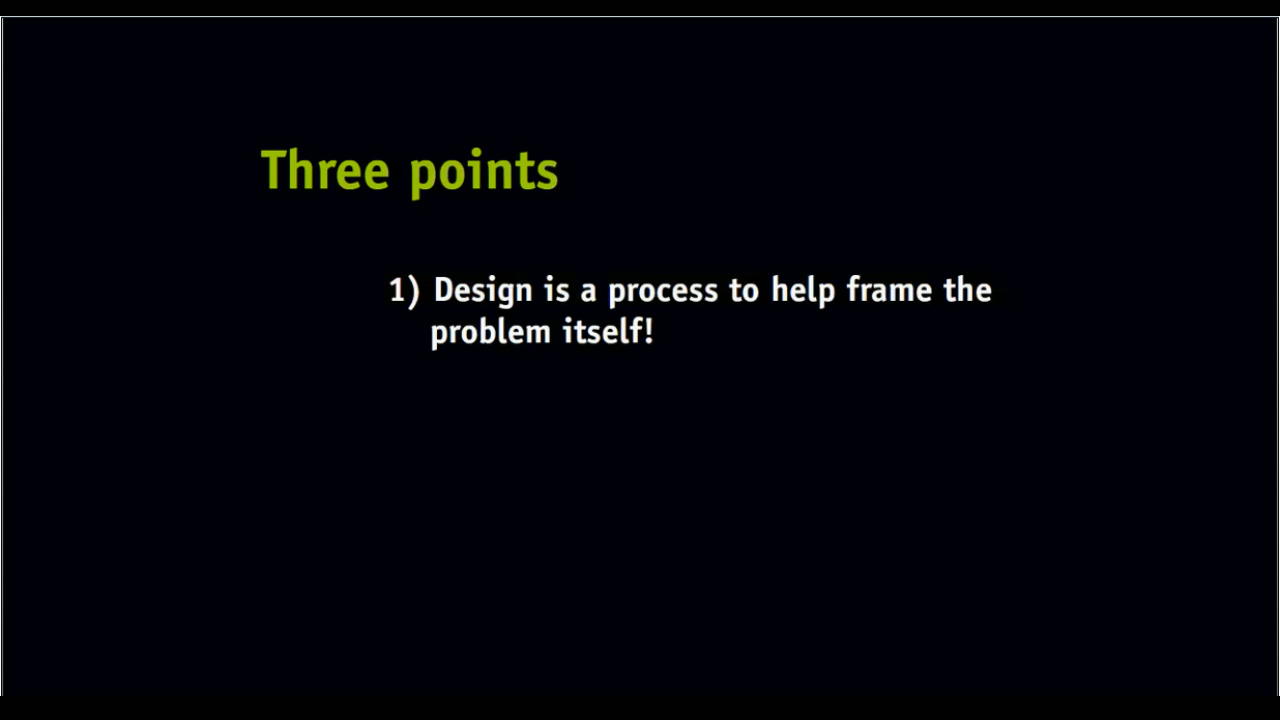 Three points
1) Design is a process to help frame the
problem itself!